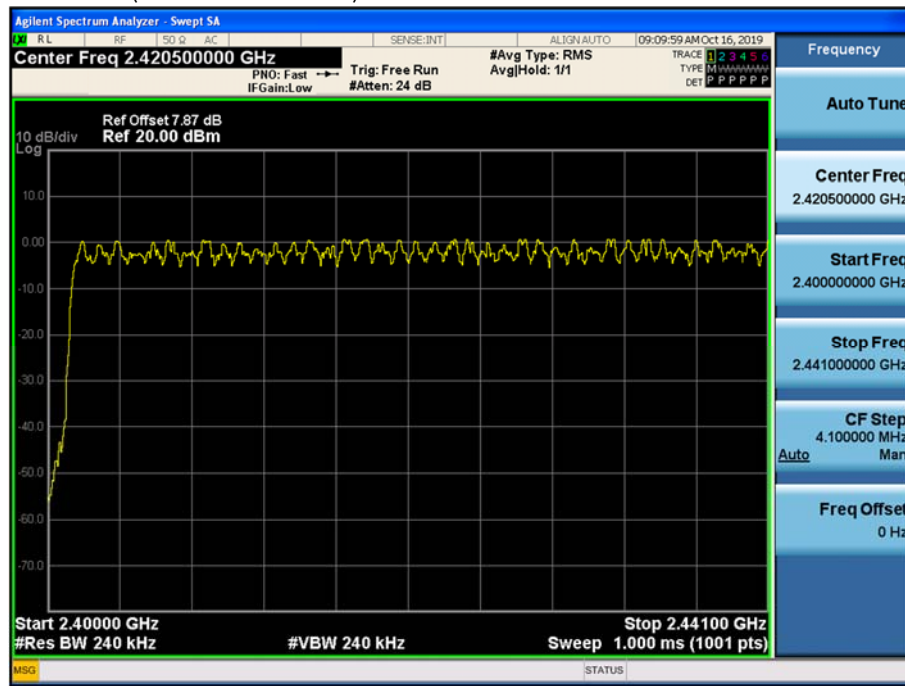 Agilent Spectrum Analyzer - Swept SA
LXI RL RF 50 Ω AC SENSE:INT ALIGN AUTO 09:09:59 AM Oct 16, 2019
Center Freq 2.420500000 GHz
PNO: Fast
IFGain:Low
Trig: Free Run
#Atten: 24 dB
#Avg Type: RMS
Avg|Hold: 1/1
TRACE 1 2 3 4 5 6
TYPE M W W W W W
DET P P P P P P
Ref Offset 7.87 dB
10 dB/div Ref 20.00 dBm
Log
10.0
0.00
-10.0
-20.0
-30.0
-40.0
-50.0
-60.0
-70.0
Start 2.40000 GHz Stop 2.44100 GHz
#Res BW 240 kHz #VBW 240 kHz Sweep 1.000 ms (1001 pts)
MSG STATUS
Frequency
Auto Tune
Center Freq
2.420500000 GHz
Start Freq
2.400000000 GHz
Stop Freq
2.441000000 GHz
CF Step
4.100000 MHz
Auto Man
Freq Offset
0 Hz